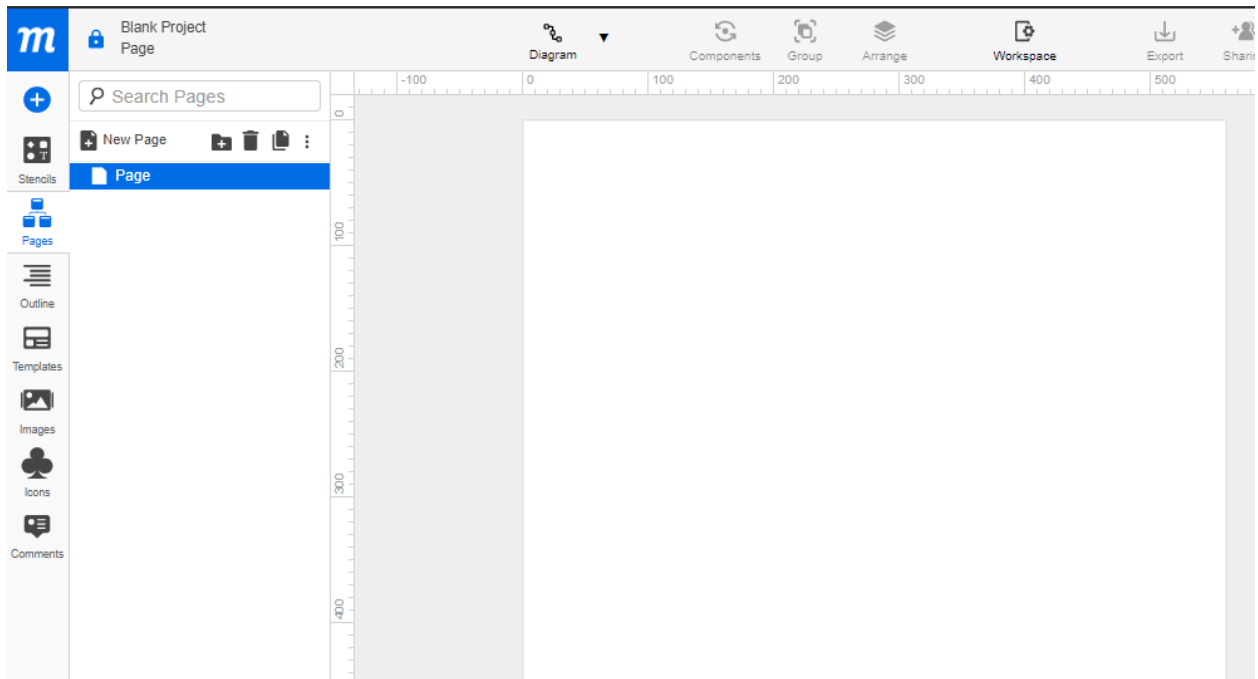 m
Blank Project
Page
Diagram
Components
Group
Arrange
Workspace
Export
Sharin
-100
0
100
200
300
400
500
Search Pages
New Page
Page
Stencils
Pages
Outline
Templates
Images
Icons
Comments
0
100
200
300
400